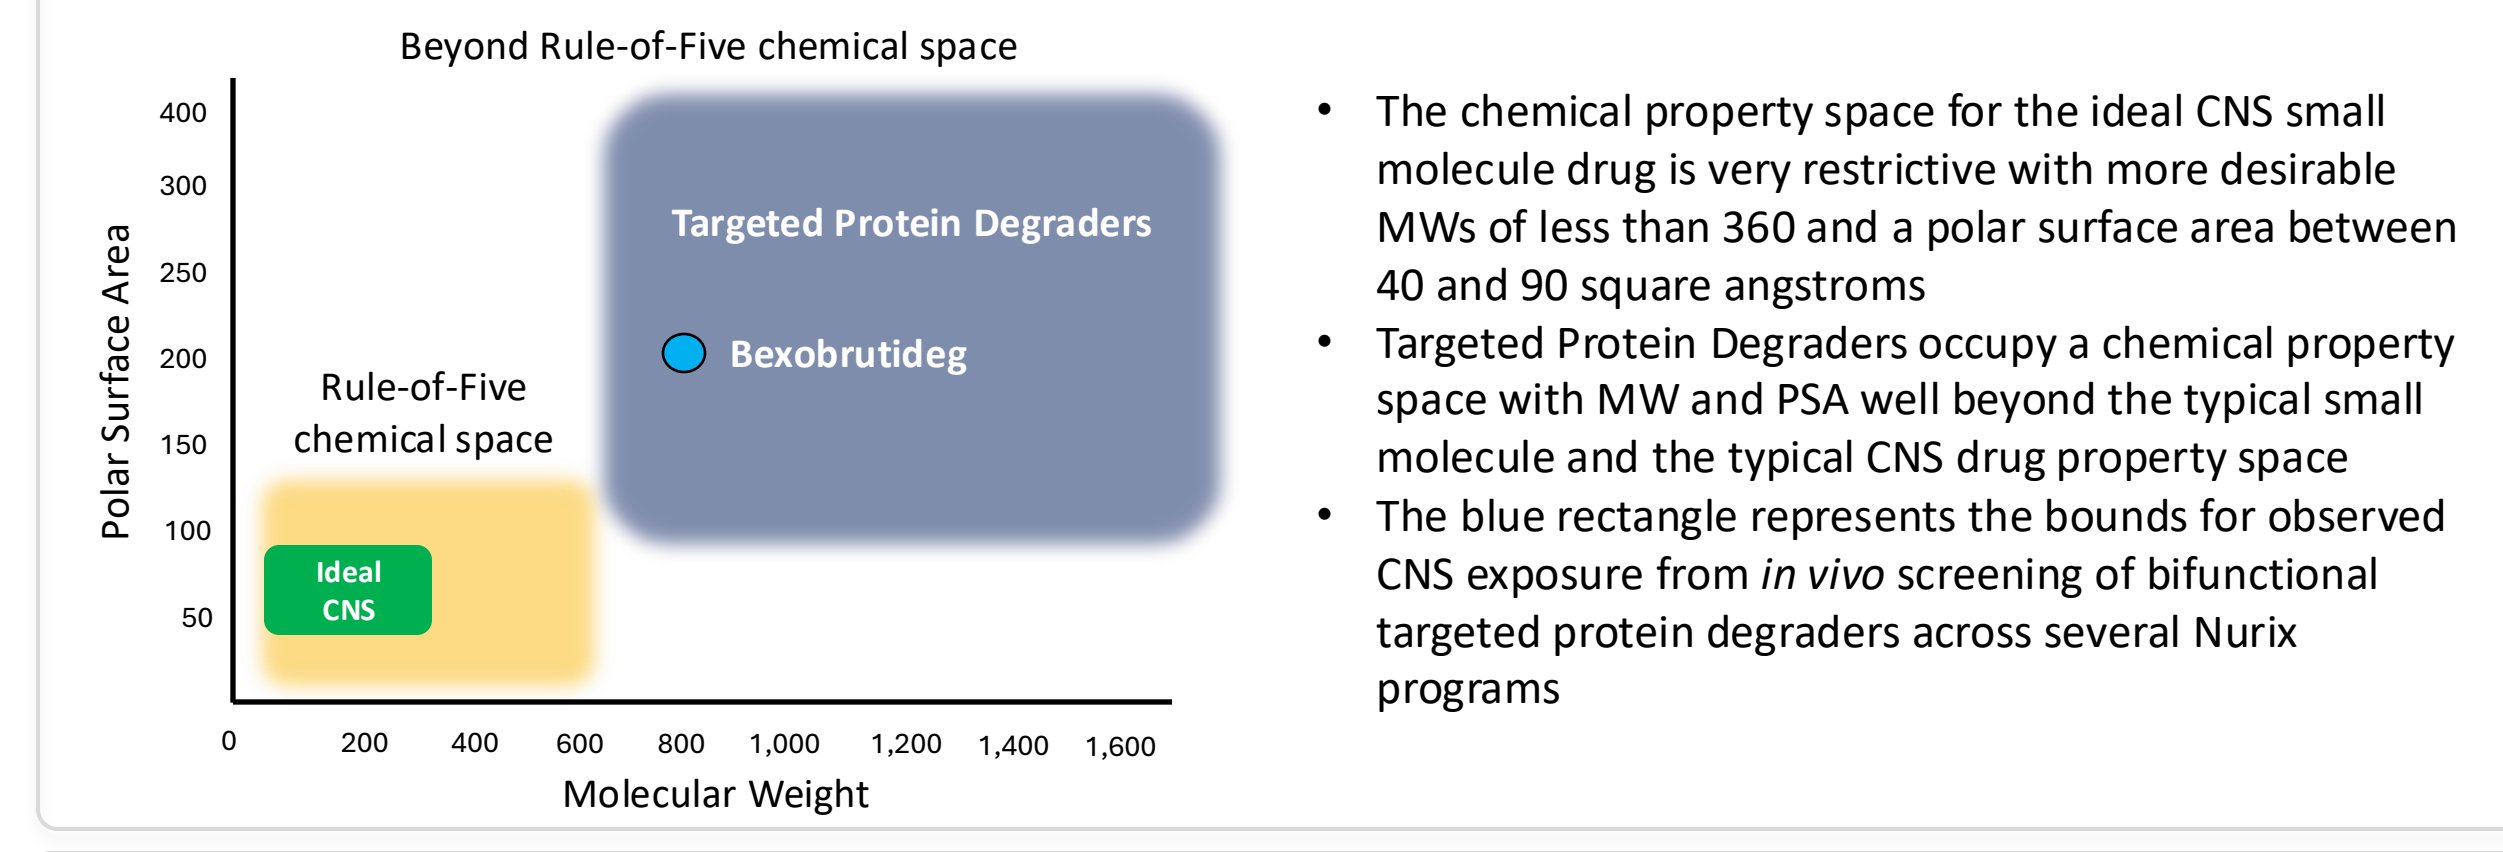 Beyond Rule-of-Five chemical space
400
300
250
200
150
100
50
Polar Surface Area
Targeted Protein Degraders
Bexobrutideg
Rule-of-Five
chemical space
Ideal
CNS
0
200
400
600
800
1,000
1,200
1,400
1,600
Molecular Weight
• The chemical property space for the ideal CNS small
molecule drug is very restrictive with more desirable
MWs of less than 360 and a polar surface area between
40 and 90 square angstroms
• Targeted Protein Degraders occupy a chemical property
space with MW and PSA well beyond the typical small
molecule and the typical CNS drug property space
• The blue rectangle represents the bounds for observed
CNS exposure from in vivo screening of bifunctional
targeted protein degraders across several Nurix
programs